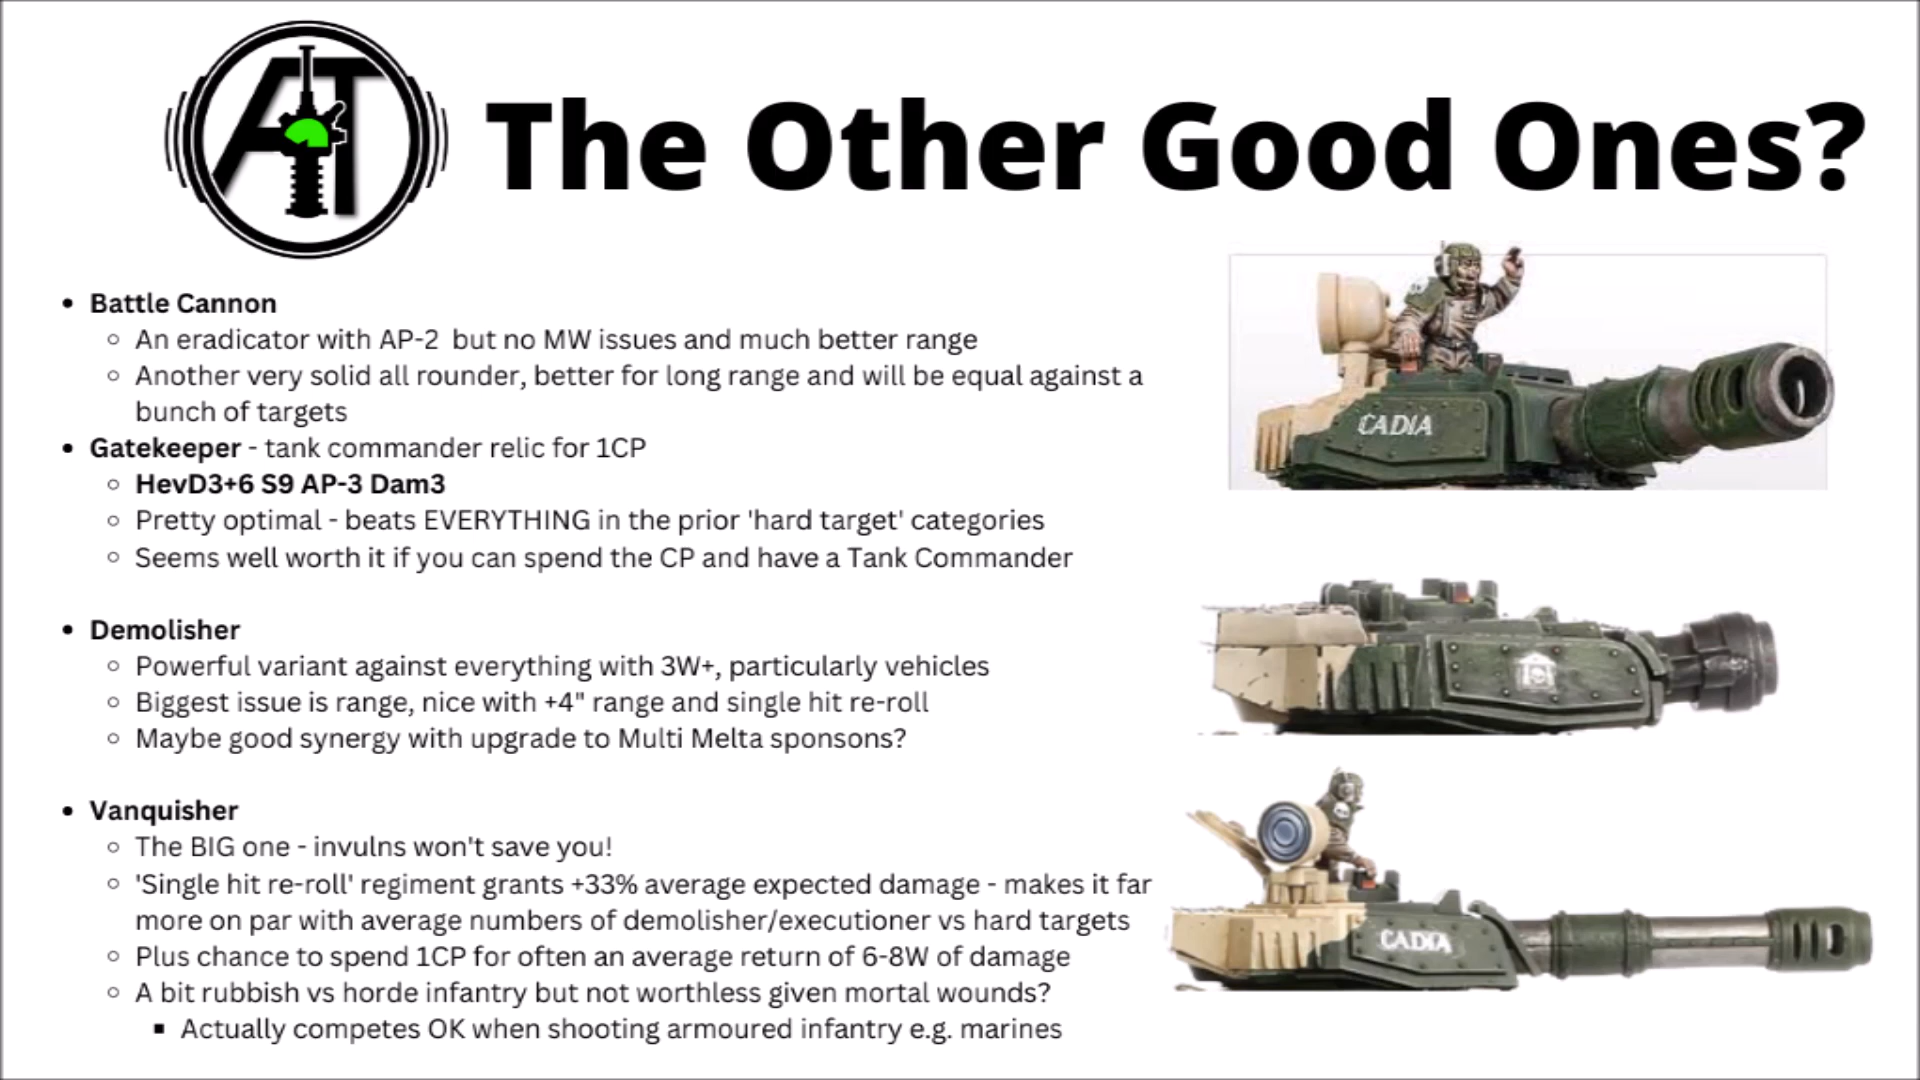 AT
The Other Good Ones?
• Battle Cannon
◦ An eradicator with AP-2 but no MW issues and much better range
◦ Another very solid all rounder, better for long range and will be equal against a
bunch of targets
• Gatekeeper - tank commander relic for 1CP
◦ HevD3+6 S9 AP-3 Dam3
◦ Pretty optimal - beats EVERYTHING in the prior 'hard target' categories
◦ Seems well worth it if you can spend the CP and have a Tank Commander
• Demolisher
◦ Powerful variant against everything with 3W+, particularly vehicles
◦ Biggest issue is range, nice with +4" range and single hit re-roll
◦ Maybe good synergy with upgrade to Multi Melta sponsons?
• Vanquisher
◦ The BIG one - invulns won't save you!
◦ 'Single hit re-roll' regiment grants +33% average expected damage - makes it far
more on par with average numbers of demolisher/executioner vs hard targets
◦ Plus chance to spend 1CP for often an average return of 6-8W of damage
◦ A bit rubbish vs horde infantry but not worthless given mortal wounds?
▪ Actually competes OK when shooting armoured infantry e.g. marines
CADIA
CADIA